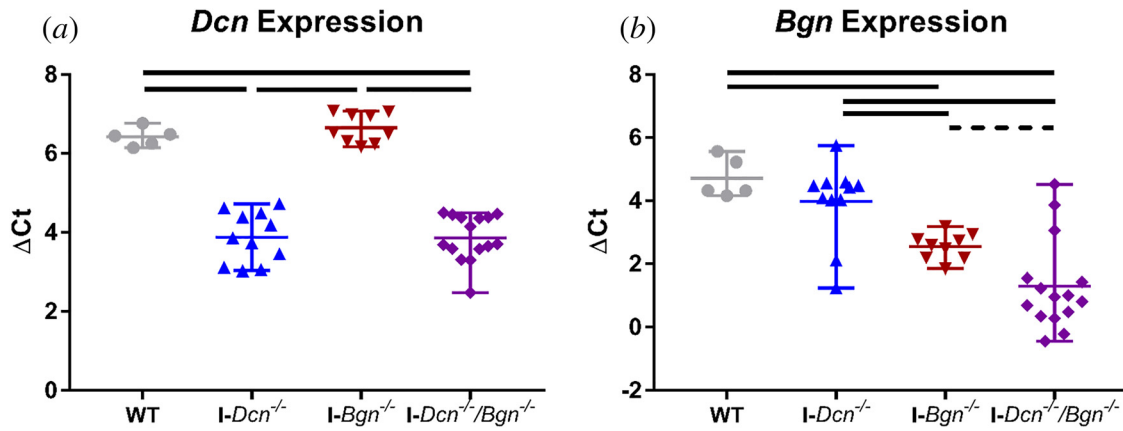 (a) Dcn Expression
ΔCt
8
6
4
2
0
WT I-Dcn-/- I-Bgn-/- I-Dcn-/-/Bgn-/-
(b) Bgn Expression
ΔCt
8
6
4
2
0
-2
WT I-Dcn-/- I-Bgn-/- I-Dcn-/-/Bgn-/-